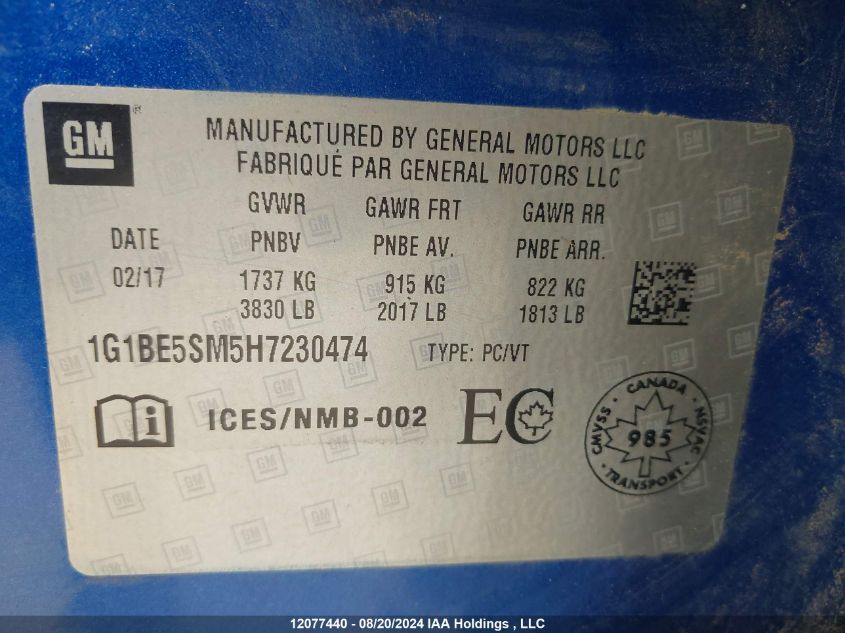 GM ®
MANUFACTURED BY GENERAL MOTORS LLC
FABRIQUÉ PAR GENERAL MOTORS LLC
GVWR GAWR FRT GAWR RR
DATE PNBV PNBE AV. PNBE ARR.
02/17 1737 KG 915 KG 822 KG
3830 LB 2017 LB 1813 LB
1G1BE5SM5H7230474 TYPE: PC/VT
i ICES/NMB-002 EC
CANADA
CMVSS 985 NSVAC
TRANSPORT
12077440 - 08/20/2024 IAA Holdings , LLC